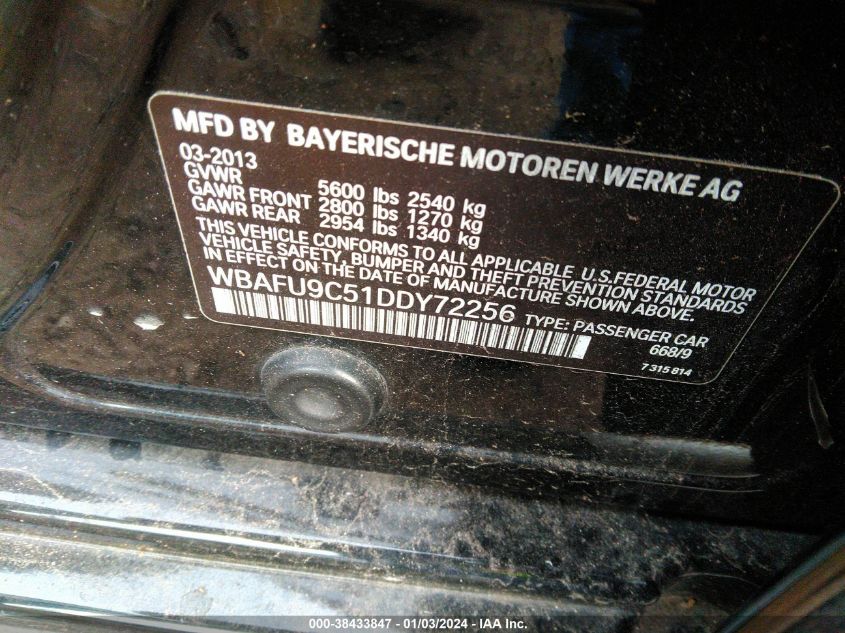 MFD BY BAYERISCHE MOTOREN WERKE AG
03-2013
GVWR 5600 lbs 2540 kg
GAWR FRONT 2800 lbs 1270 kg
GAWR REAR 2954 lbs 1340 kg
THIS VEHICLE CONFORMS TO ALL APPLICABLE U.S.FEDERAL MOTOR
VEHICLE SAFETY, BUMPER AND THEFT PREVENTION STANDARDS
IN EFFECT ON THE DATE OF MANUFACTURE SHOWN ABOVE.
WBAFU9C51DDY72256 TYPE: PASSENGER CAR
668/9
7 315 814
000-38433847 - 01/03/2024 - IAA Inc.